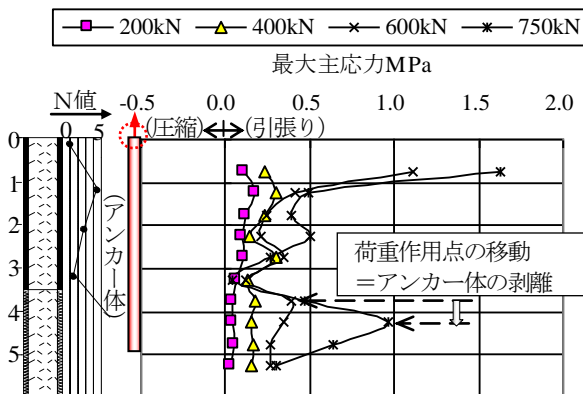 200kN 400kN 600kN 750kN
最大主応力MPa
N値
-0.5 0.0 0.5 1.0 1.5 2.0
0 5
(圧縮) (引張り)
0
1
2
3
4
5
(アンカー体)
荷重作用点の移動
＝アンカー体の剥離